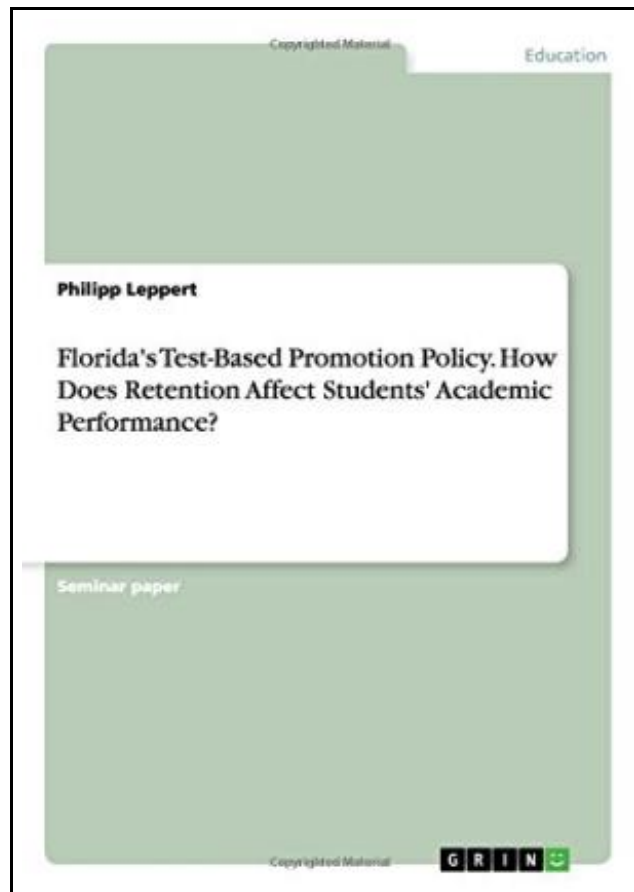 Copyrighted Material
Education
Philipp Leppert
Florida's Test-Based Promotion Policy. How
Does Retention Affect Students' Academic
Performance?
Seminar paper
Copyrighted Material
GRIN